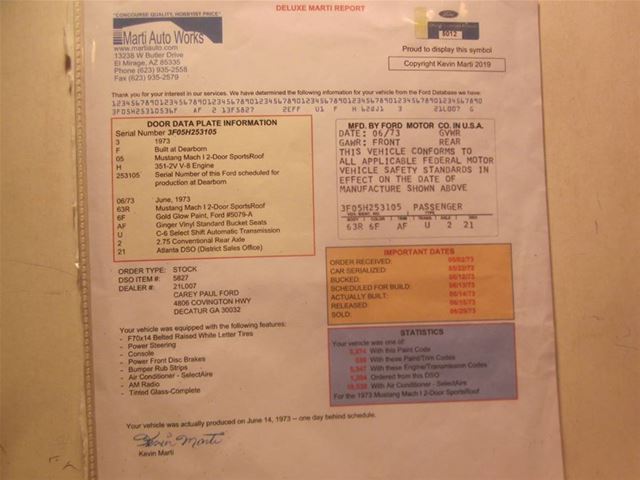 DELUXE MARTI REPORT
"CONCOURSE QUALITY, HOBBYIST PRICE"
Marti Auto Works
www.martiauto.com
13238 W Butler Drive
El Mirage, AZ 85335
Phone (623) 935-2558
Fax (623) 935-2579
8012
Proud to display this symbol
Copyright Kevin Marti 2019
Thank you for your interest in our services. We have determined the following information for your vehicle from the Ford Database we have:
12345678901234567890123456789012345678901234567890123456789012345678901234567890
DOOR DATA PLATE INFORMATION
Serial Number 3F05H253105
3 1973
F Built at Dearborn
05 Mustang Mach I 2-Door SportsRoof
H 351-2V V-8 Engine
253105 Serial Number of this Ford scheduled for
production at Dearborn
06/73 June, 1973
63R Mustang Mach I 2-Door SportsRoof
6F Gold Glow Paint, Ford #5079-A
AF Ginger Vinyl Standard Bucket Seats
U C-6 Select Shift Automatic Transmission
2 2.75 Conventional Rear Axle
21 Atlanta DSO (District Sales Office)
MFD. BY FORD MOTOR CO. IN U.S.A.
DATE: 06/73 GVWR
GAWR: FRONT REAR
THIS VEHICLE CONFORMS TO
ALL APPLICABLE FEDERAL MOTOR
VEHICLE SAFETY STANDARDS IN
EFFECT ON THE DATE OF
MANUFACTURE SHOWN ABOVE
3F05H253105 PASSENGER
63R 6F AF U 2 21
ORDER TYPE: STOCK
DSO ITEM #: 5827
DEALER #: 21L007
CAREY PAUL FORD
4806 COVINGTON HWY
DECATUR GA 30032
IMPORTANT DATES
ORDER RECEIVED:
CAR SERIALIZED:
BUCKED:
SCHEDULED FOR BUILD: 06/13/73
ACTUALLY BUILT: 06/14/73
RELEASED:
SOLD:
Your vehicle was equipped with the following features:
- F70x14 Belted Raised White Letter Tires
- Power Steering
- Console
- Power Front Disc Brakes
- Bumper Rub Strips
- Air Conditioner - SelectAire
- AM Radio
- Tinted Glass-Complete
STATISTICS
Your vehicle was one of:
With this Paint Code
With these Paint/Trim Codes
With these Engine/Transmission Codes
Ordered from this DSO
With Air Conditioner - SelectAire
For the 1973 Mustang Mach I 2-Door SportsRoof
Your vehicle was actually produced on June 14, 1973 -- one day behind schedule.
Kevin Marti
Kevin Marti